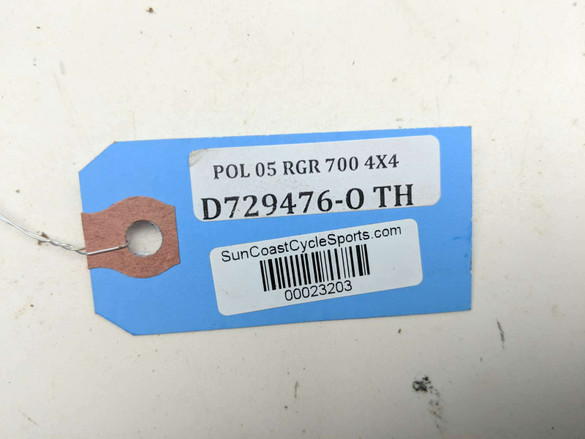 POL 05 RGR 700 4X4
D729476-O TH
SunCoastCycleSports.com
00023203